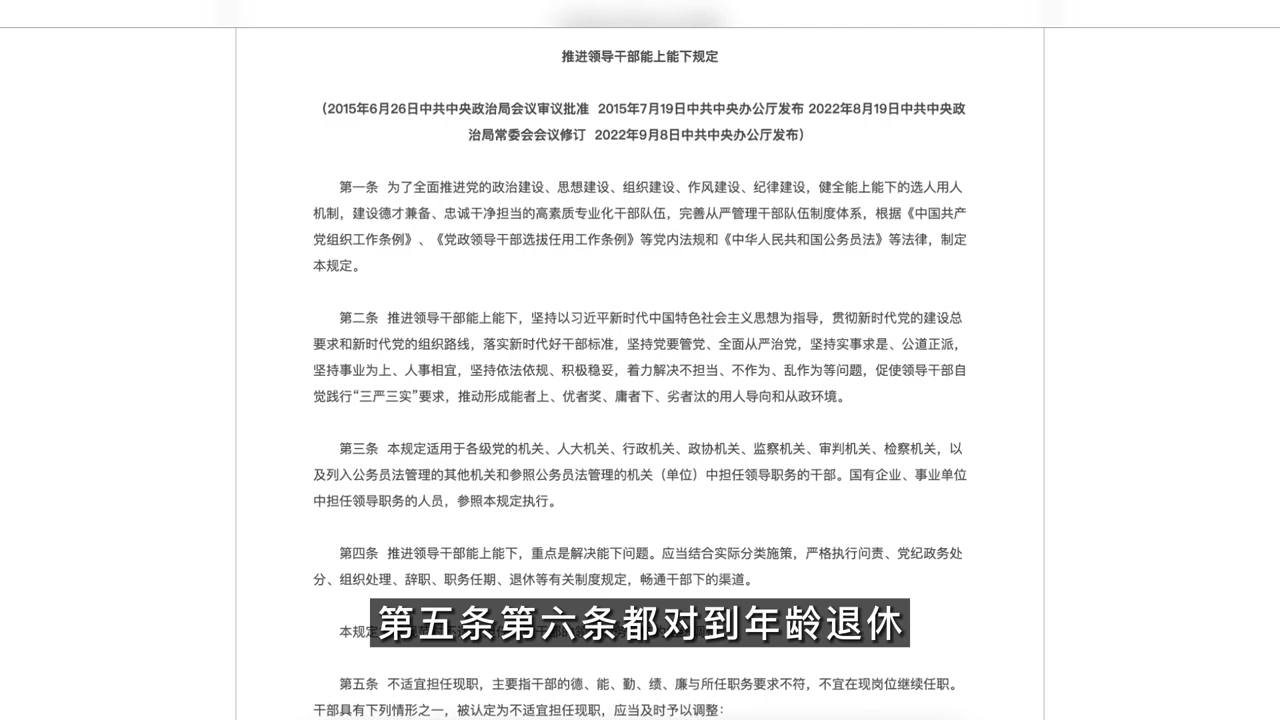 推进领导干部能上能下规定
（2015年6月26日中共中央政治局会议审议批准 2015年7月19日中共中央办公厅发布 2022年8月19日中共中央政
治局常委会会议修订 2022年9月8日中共中央办公厅发布）
第一条 为了全面推进党的政治建设、思想建设、组织建设、作风建设、纪律建设，健全能上能下的选人用人
机制，建设德才兼备、忠诚干净担当的高素质专业化干部队伍，完善从严管理干部队伍制度体系，根据《中国共产
党组织工作条例》、《党政领导干部选拔任用工作条例》等党内法规和《中华人民共和国公务员法》等法律，制定
本规定。
第二条 推进领导干部能上能下，坚持以习近平新时代中国特色社会主义思想为指导，贯彻新时代党的建设总
要求和新时代党的组织路线，落实新时代好干部标准，坚持党要管党、全面从严治党，坚持实事求是、公道正派，
坚持事业为上、人事相宜，坚持依法依规、积极稳妥，着力解决不担当、不作为、乱作为等问题，促使领导干部自
觉践行“三严三实”要求，推动形成能者上、优者奖、庸者下、劣者汰的用人导向和从政环境。
第三条 本规定适用于各级党的机关、人大机关、行政机关、政协机关、监察机关、审判机关、检察机关，以
及列入公务员法管理的其他机关和参照公务员法管理的机关（单位）中担任领导职务的干部。国有企业、事业单位
中担任领导职务的人员，参照本规定执行。
第四条 推进领导干部能上能下，重点是解决能下问题。应当结合实际分类施策，严格执行问责、党纪政务处
分、组织处理、辞职、职务任期、退休等有关制度规定，畅通干部下的渠道。
本规
第五条第六条都对到年龄退休
第五条 不适宜担任现职，主要指干部的德、能、勤、绩、廉与所任职务要求不符，不宜在现岗位继续任职。
干部具有下列情形之一，被认定为不适宜担任现职，应当及时予以调整：